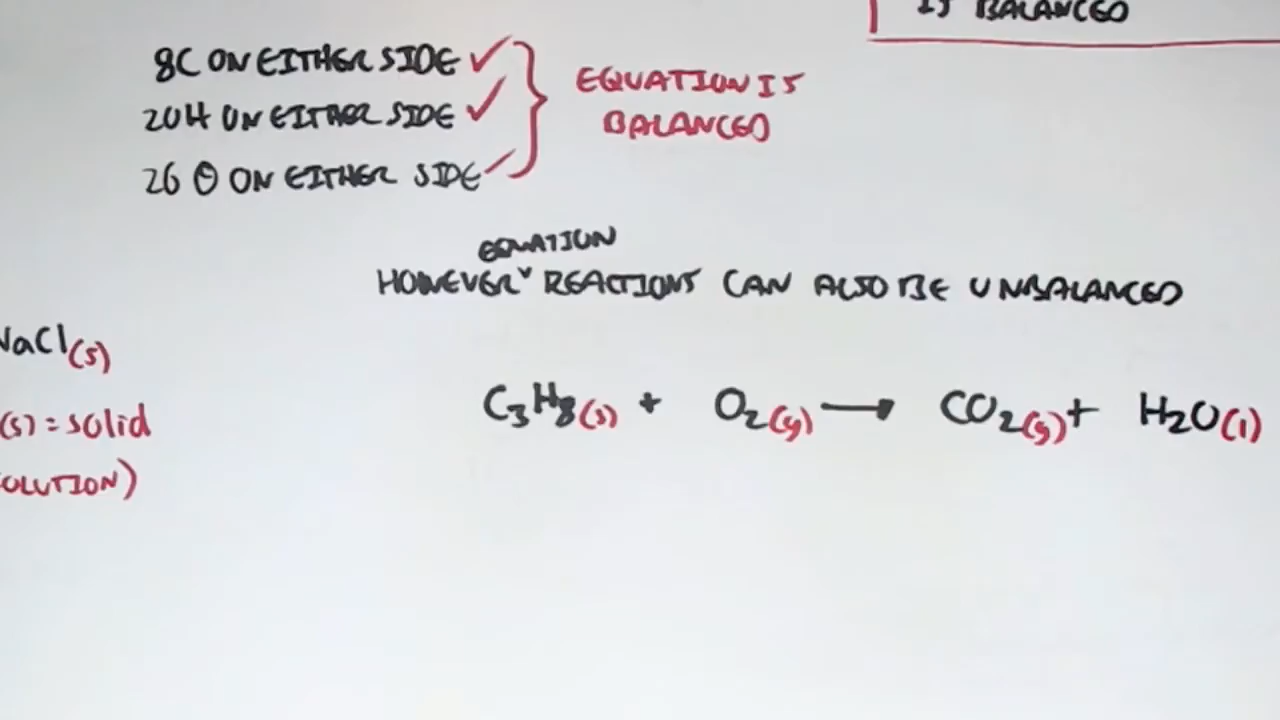 IS BALANCED
8C ON EITHER SIDE ✓
20H ON EITHER SIDE ✓
26 O ON EITHER SIDE
EQUATION IS
BALANCED
EQUATION
HOWEVER ˅ REACTIONS CAN ALSO BE UNBALANCED
NaCl(s)
(s) = solid
SOLUTION)
C₃H₈(s) + O₂(g) → CO₂(g) + H₂O(l)